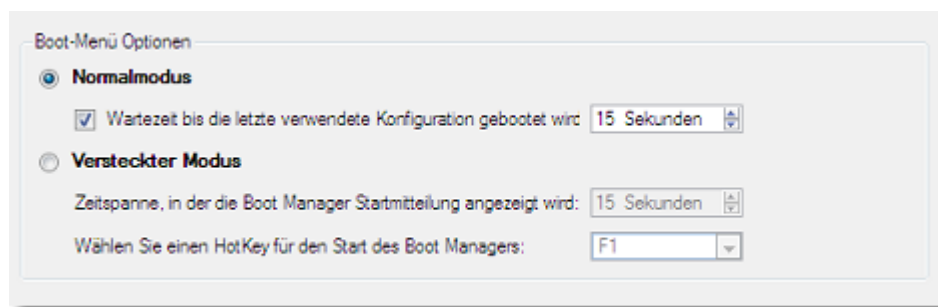 Boot-Menü Optionen
Normalmodus
Wartezeit bis die letzte verwendete Konfiguration gebootet wird 15 Sekunden
Versteckter Modus
Zeitspanne, in der die Boot Manager Startmitteilung angezeigt wird: 15 Sekunden
Wählen Sie einen HotKey für den Start des Boot Managers: F1